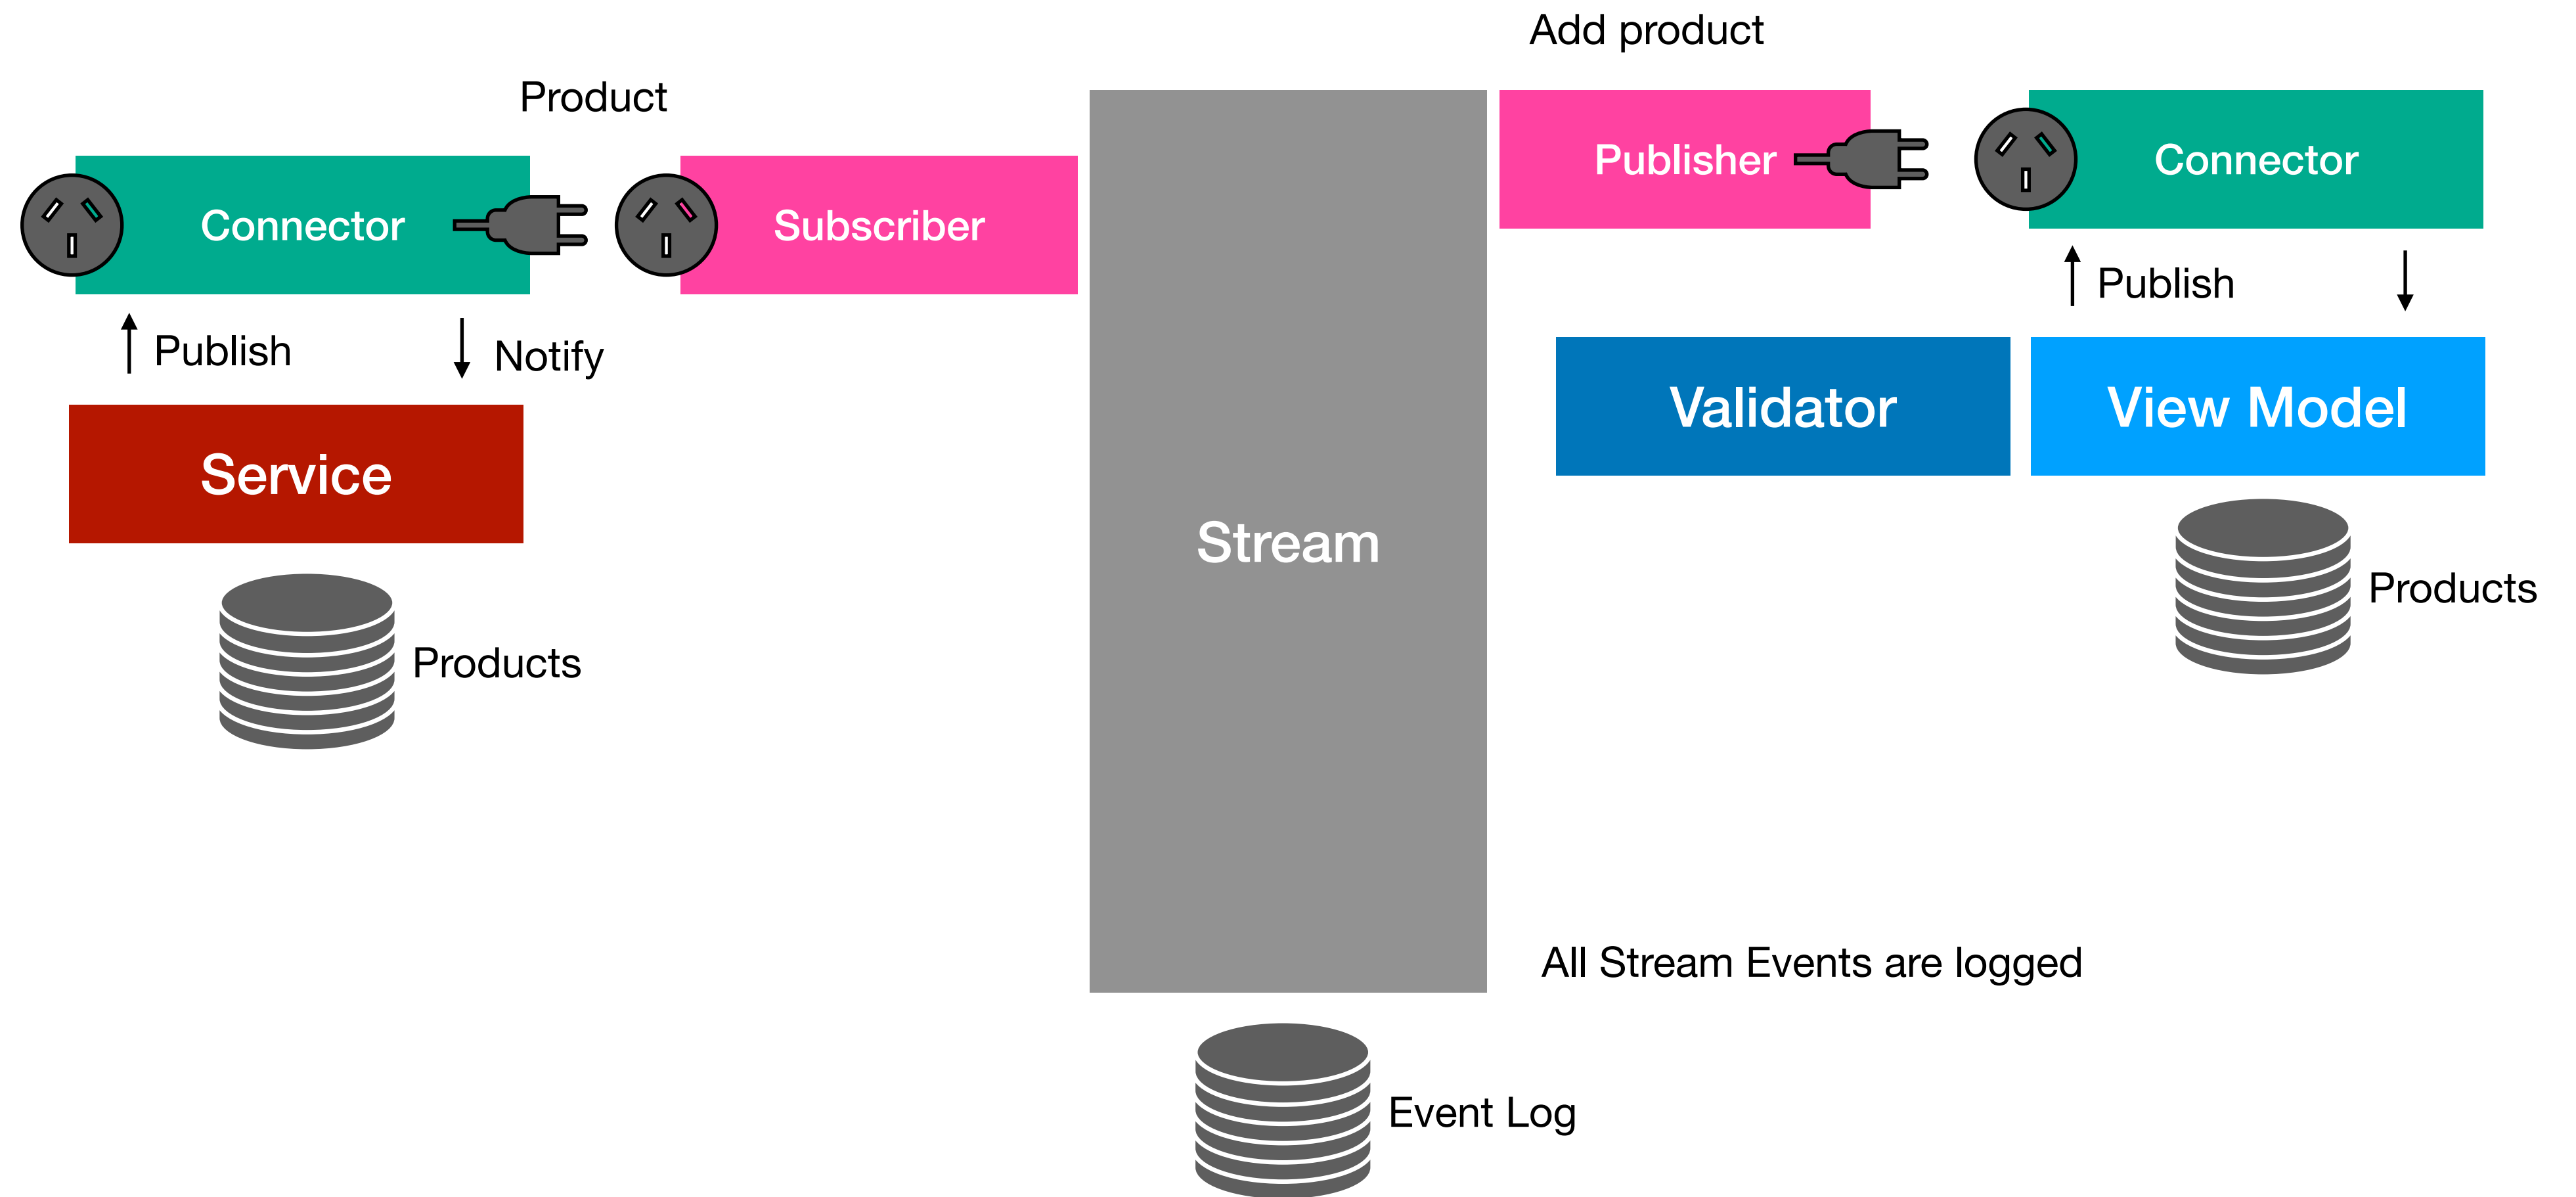 Add product
Product
Publisher
Connector
Connector
Subscriber
Publish
Publish
Notify
Validator
View Model
Service
Stream
Products
Products
All Stream Events are logged
Event Log